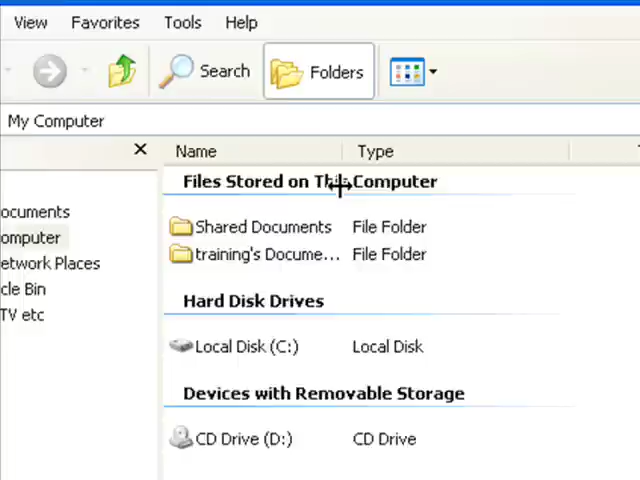 View Favorites Tools Help
Search Folders
My Computer
Name Type
Files Stored on This Computer
ocuments
Shared Documents File Folder
omputer
training's Docume... File Folder
etwork Places
cle Bin
Hard Disk Drives
TV etc
Local Disk (C:) Local Disk
Devices with Removable Storage
CD Drive (D:) CD Drive